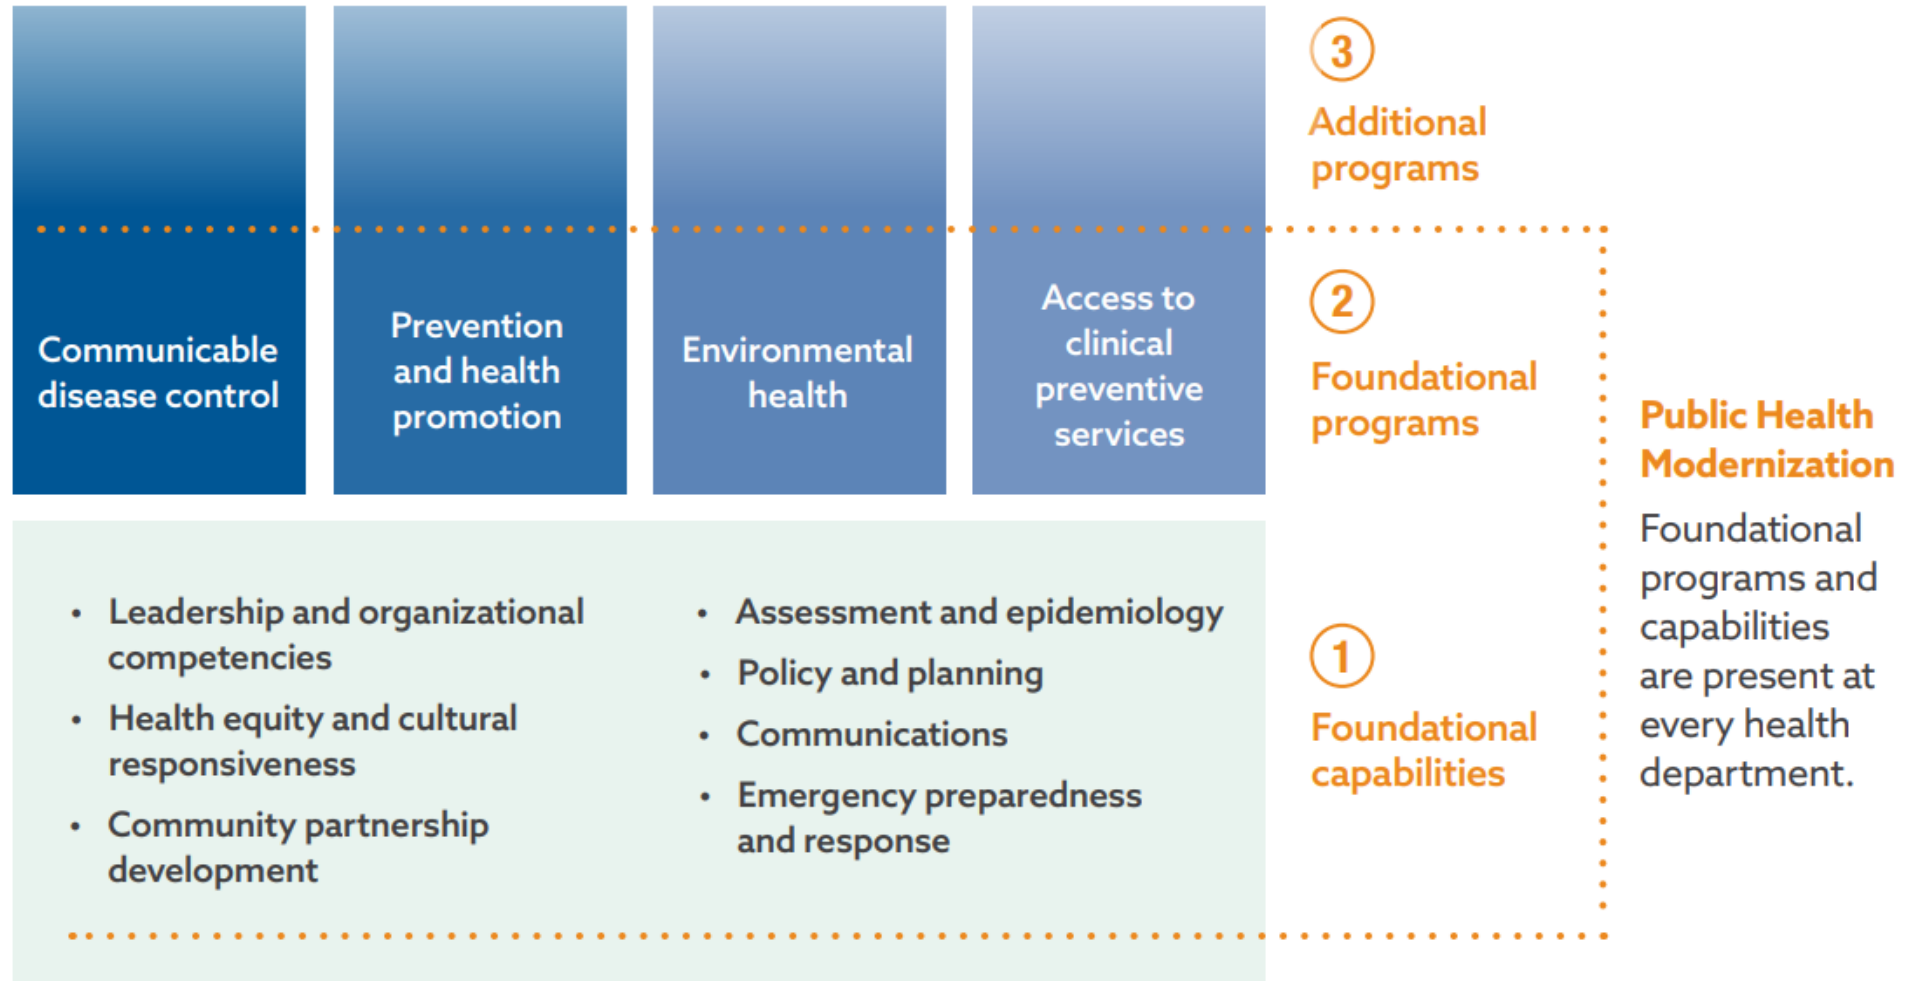 Communicable
disease control
Prevention
and health
promotion
Environmental
health
Access to
clinical
preventive
services
3
Additional
programs
2
Foundational
programs
• Leadership and organizational
competencies
• Health equity and cultural
responsiveness
• Community partnership
development
• Assessment and epidemiology
• Policy and planning
• Communications
• Emergency preparedness
and response
1
Foundational
capabilities
Public Health
Modernization
Foundational
programs and
capabilities
are present at
every health
department.